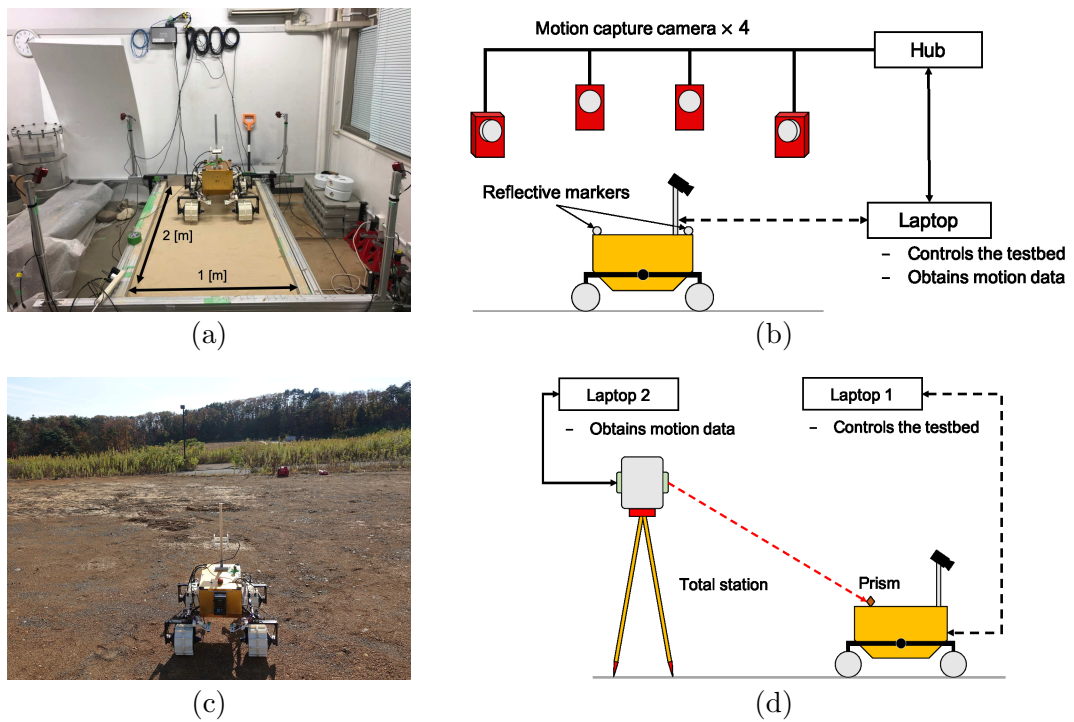 2 [m]
1 [m]
(a)
Motion capture camera × 4
Hub
Reflective markers
Laptop
– Controls the testbed
– Obtains motion data
(b)
(c)
Laptop 2
– Obtains motion data
Laptop 1
– Controls the testbed
Total station
Prism
(d)